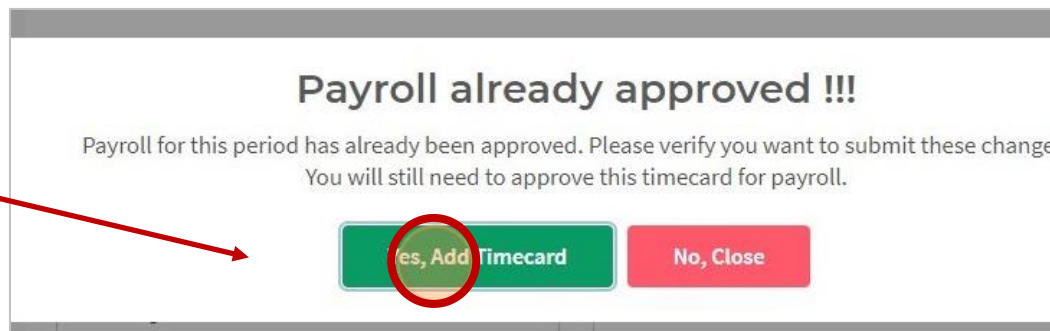 Payroll already approved !!!
Payroll for this period has already been approved. Please verify you want to submit these change
You will still need to approve this timecard for payroll.
Yes, Add Timecard
No, Close